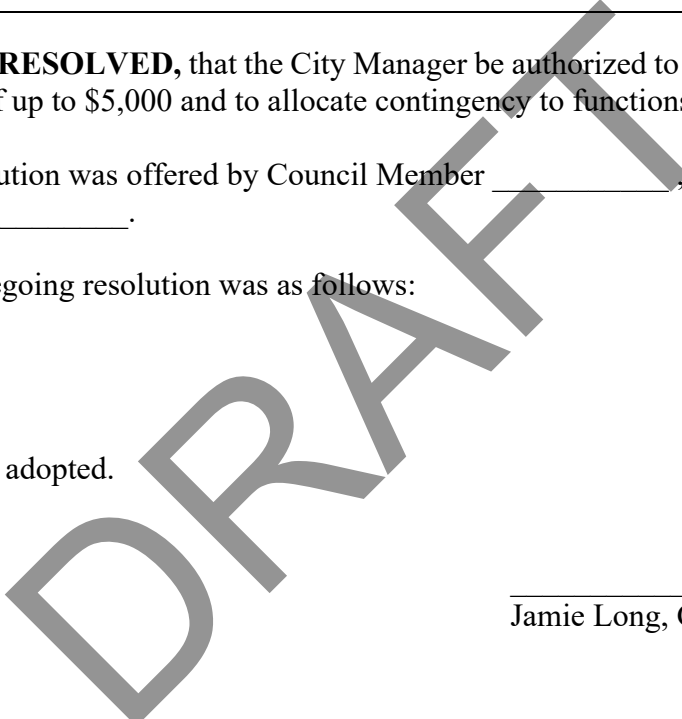 RESOLVED, that the City Manager be authorized to
f up to $5,000 and to allocate contingency to functions
ution was offered by Council Member ___________ ,
_________.
egoing resolution was as follows:
adopted.
Jamie Long, C
DRAFT